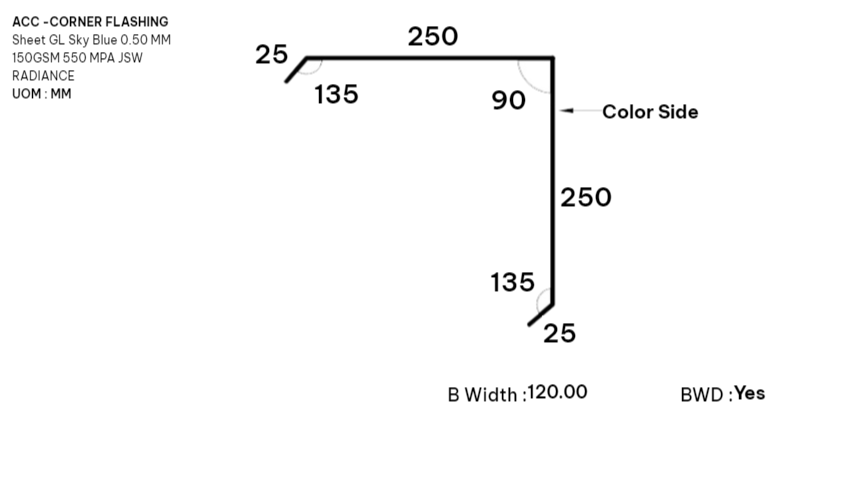 ACC -CORNER FLASHING
Sheet GL Sky Blue 0.50 MM
150GSM 550 MPA JSW
RADIANCE
UOM : MM
250
25
135
90
Color Side
250
135
25
B Width :120.00
BWD :Yes